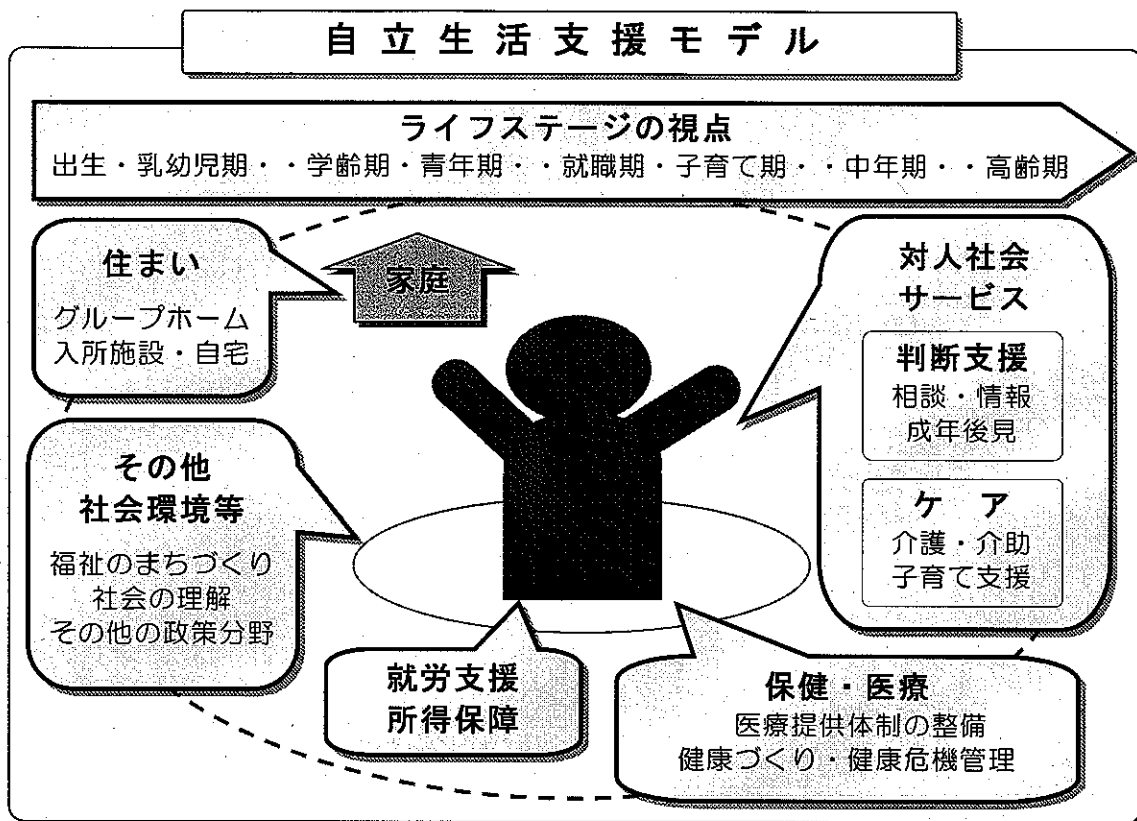 自立生活支援モデル
ライフステージの視点
出生・乳幼児期・・学齢期・青年期・・就職期・子育て期・・中年期・・高齢期
住まい
グループホーム
入所施設・自宅
家庭
対人社会
サービス
判断支援
相談・情報
成年後見
ケア
介護・介助
子育て支援
その他
社会環境等
福祉のまちづくり
社会の理解
その他の政策分野
就労支援
所得保障
保健・医療
医療提供体制の整備
健康づくり・健康危機管理